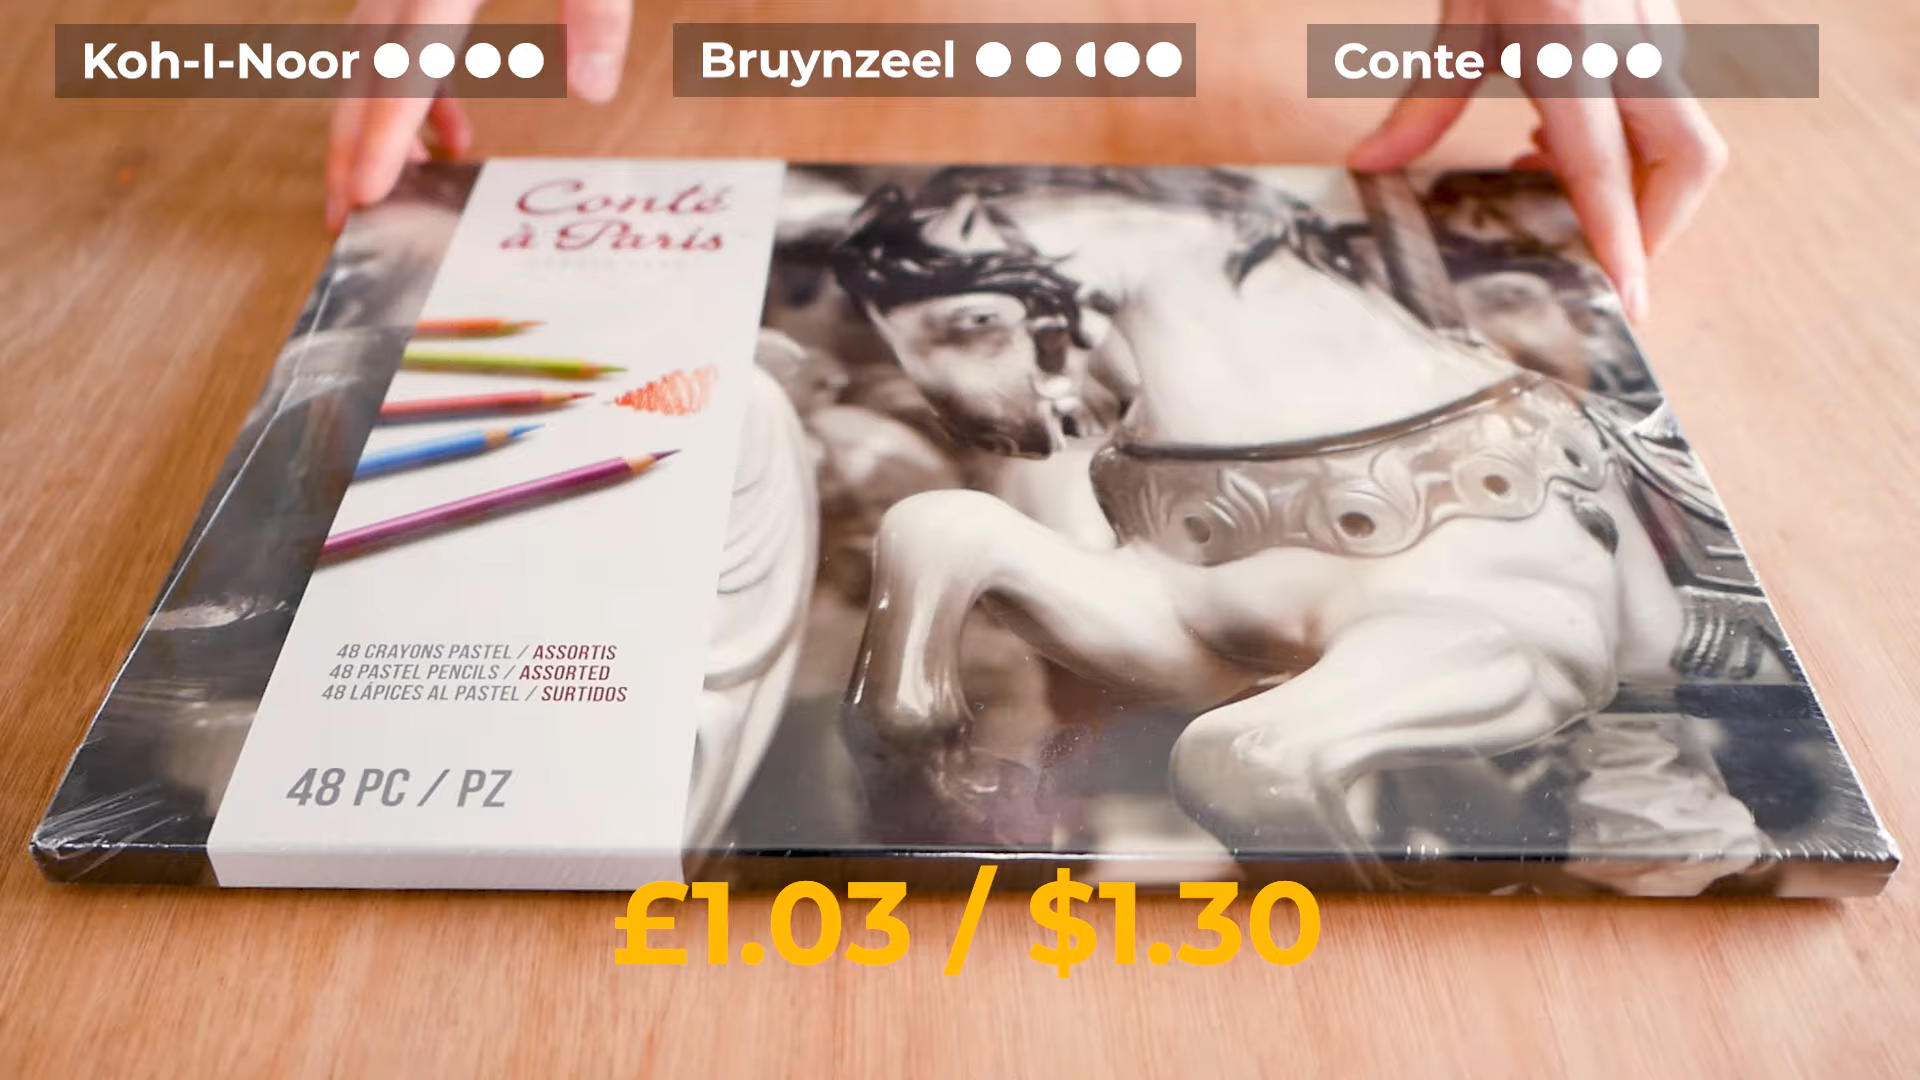 Koh-I-Noor
Bruynzeel
Conte
Conté
à Paris
48 CRAYONS PASTEL / ASSORTIS
48 PASTEL PENCILS / ASSORTED
48 LÁPICES AL PASTEL / SURTIDOS
48 PC / PZ
£1.03 / $1.30